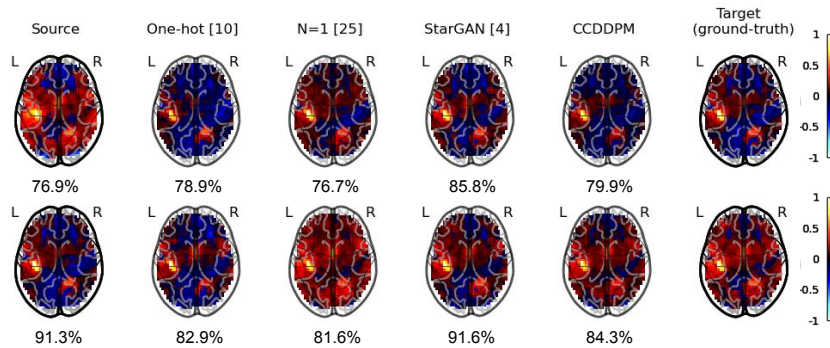 Source One-hot [10] N=1 [25] StarGAN [4] CCDDPM Target
(ground-truth)
L R L R L R L R L R L R
1
0.5
0
-0.5
-1
76.9% 78.9% 76.7% 85.8% 79.9%
L R L R L R L R L R L R
1
0.5
0
-0.5
-1
91.3% 82.9% 81.6% 91.6% 84.3%